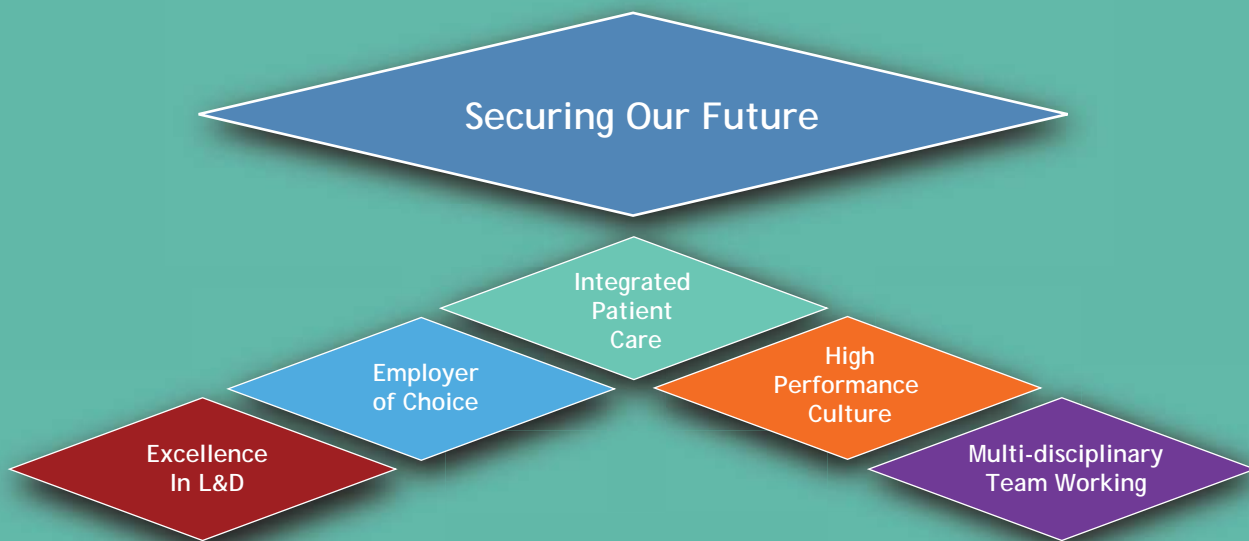 Securing Our Future
Integrated
Patient
Care
Employer
of Choice
High
Performance
Culture
Excellence
In L&D
Multi-disciplinary
Team Working